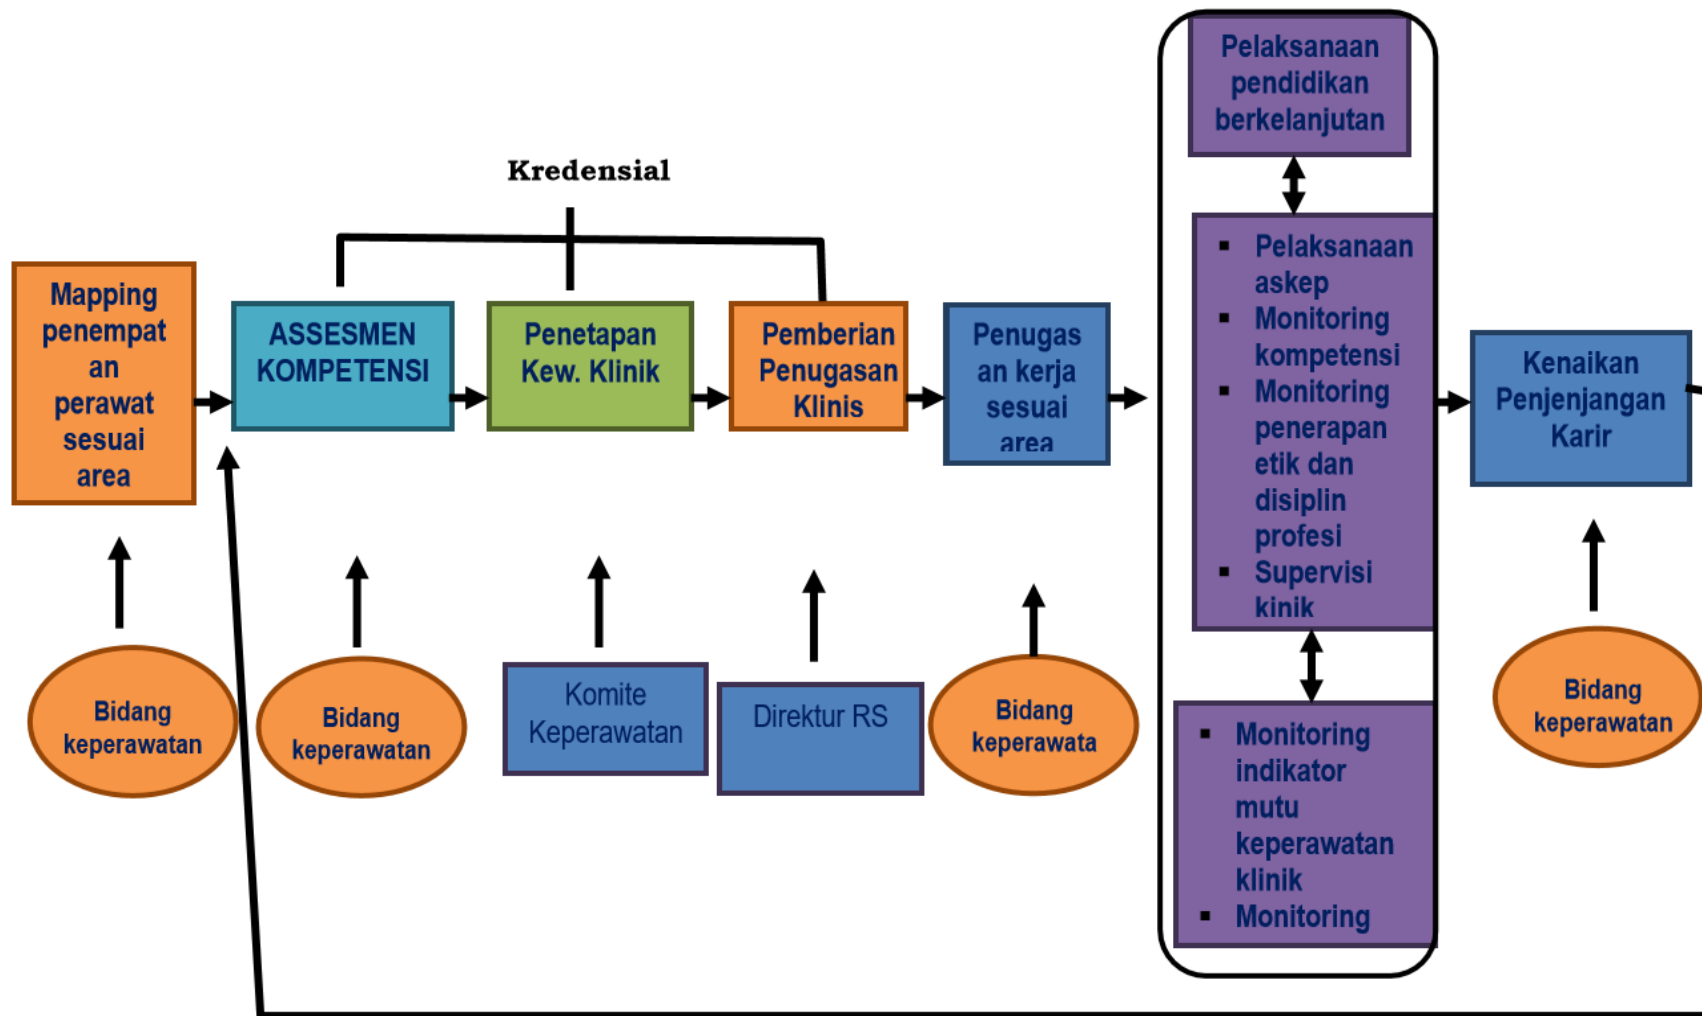 Kredensial
Mapping
penempat
an
perawat
sesuai
area
ASSESMEN
KOMPETENSI
Penetapan
Kew. Klinik
Pemberian
Penugasan
Klinis
Penugas
an kerja
sesuai
area
Pelaksanaan
pendidikan
berkelanjutan
▪ Pelaksanaan
askep
▪ Monitoring
kompetensi
▪ Monitoring
penerapan
etik dan
disiplin
profesi
▪ Supervisi
kinik
▪ Monitoring
indikator
mutu
keperawatan
klinik
▪ Monitoring
Kenaikan
Penjenjangan
Karir
Bidang
keperawatan
Bidang
keperawatan
Komite
Keperawatan
Direktur RS
Bidang
keperawata
Bidang
keperawatan